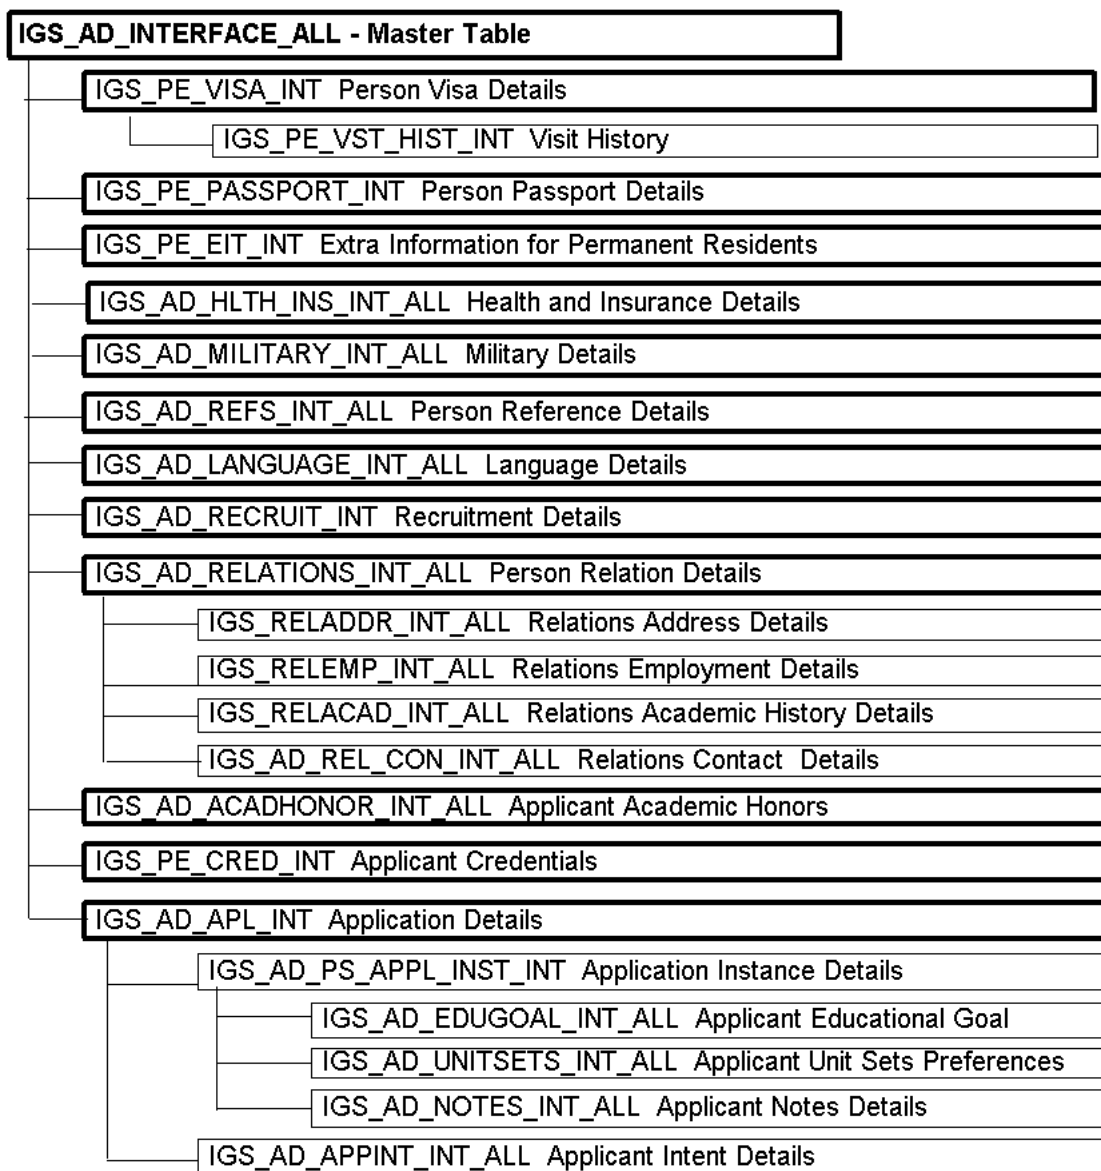 IGS_AD_INTERFACE_ALL - Master Table
IGS_PE_VISA_INT Person Visa Details
IGS_PE_VST_HIST_INT Visit History
IGS_PE_PASSPORT_INT Person Passport Details
IGS_PE_EIT_INT Extra Information for Permanent Residents
IGS_AD_HLTH_INS_INT_ALL Health and Insurance Details
IGS_AD_MILITARY_INT_ALL Military Details
IGS_AD_REFS_INT_ALL Person Reference Details
IGS_AD_LANGUAGE_INT_ALL Language Details
IGS_AD_RECRUIT_INT Recruitment Details
IGS_AD_RELATIONS_INT_ALL Person Relation Details
IGS_RELADDR_INT_ALL Relations Address Details
IGS_RELEMP_INT_ALL Relations Employment Details
IGS_RELACAD_INT_ALL Relations Academic History Details
IGS_AD_REL_CON_INT_ALL Relations Contact Details
IGS_AD_ACADHONOR_INT_ALL Applicant Academic Honors
IGS_PE_CRED_INT Applicant Credentials
IGS_AD_APL_INT Application Details
IGS_AD_PS_APPL_INST_INT Application Instance Details
IGS_AD_EDUGOAL_INT_ALL Applicant Educational Goal
IGS_AD_UNITSETS_INT_ALL Applicant Unit Sets Preferences
IGS_AD_NOTES_INT_ALL Applicant Notes Details
IGS_AD_APPINT_INT_ALL Applicant Intent Details